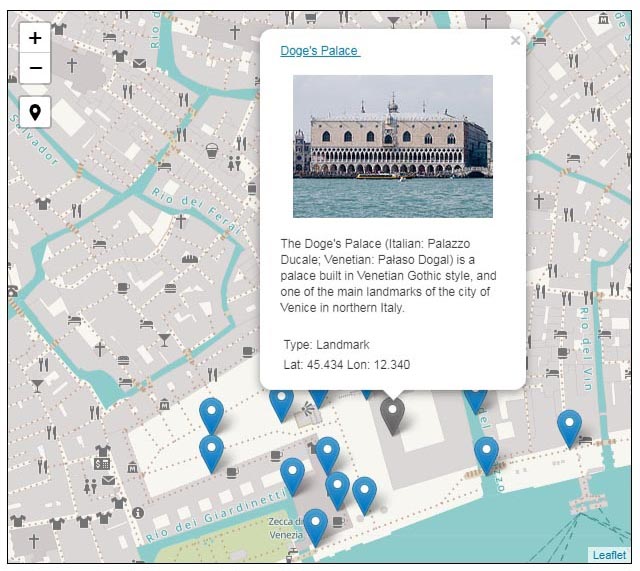 +
−
Salvador
Rio di
Rio dei Ferai
Doge's Palace
×
The Doge's Palace (Italian: Palazzo
Ducale; Venetian: Pałaso Dogal) is a
palace built in Venetian Gothic style, and
one of the main landmarks of the city of
Venice in northern Italy.
Type: Landmark
Lat: 45.434 Lon: 12.340
Rio del Vin
Rio dei Giardinetti
Zecca di
Venezia
Leaflet